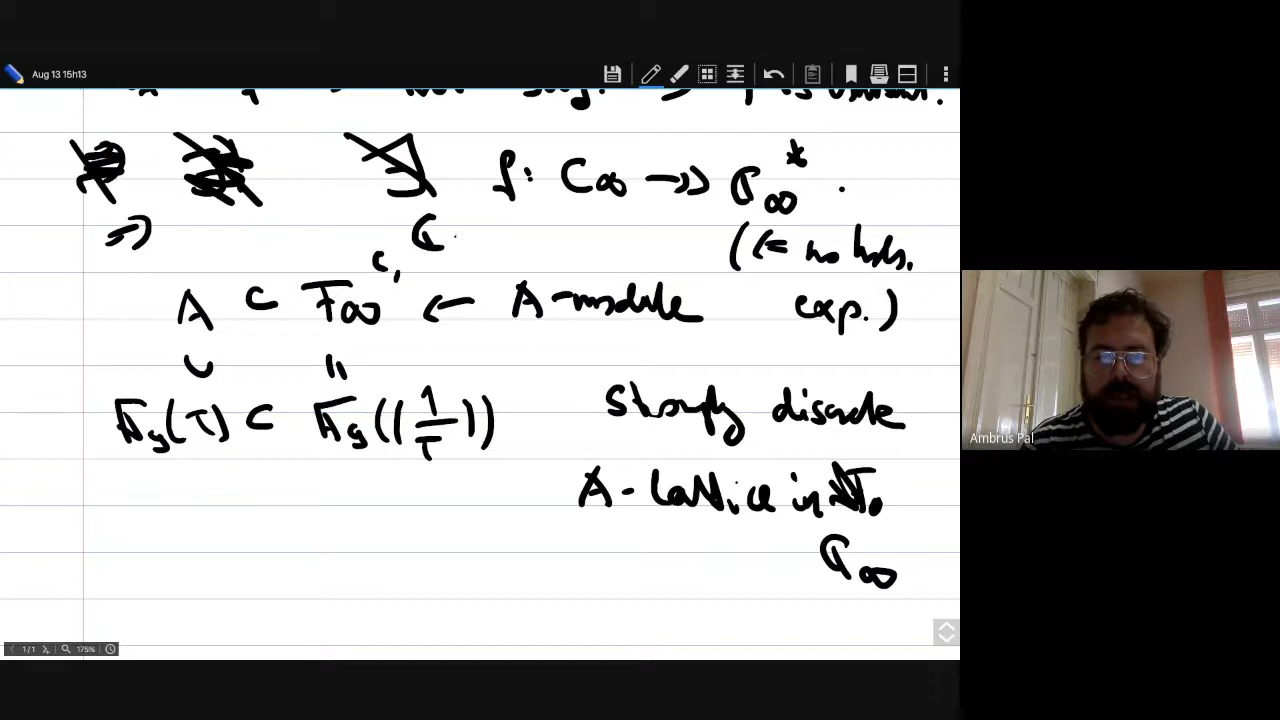 Aug 13 15h13
f: C∞ →» C∞* .
⇒ C
(⇐ no hols.
A ⊂ F∞ ← A-module exp.)
∪ ॥
𝔽q(T) ⊂ 𝔽q((1/T)) Strongly discrete
A-lattice in
C∞
Ambrus Pal
1/1 175%